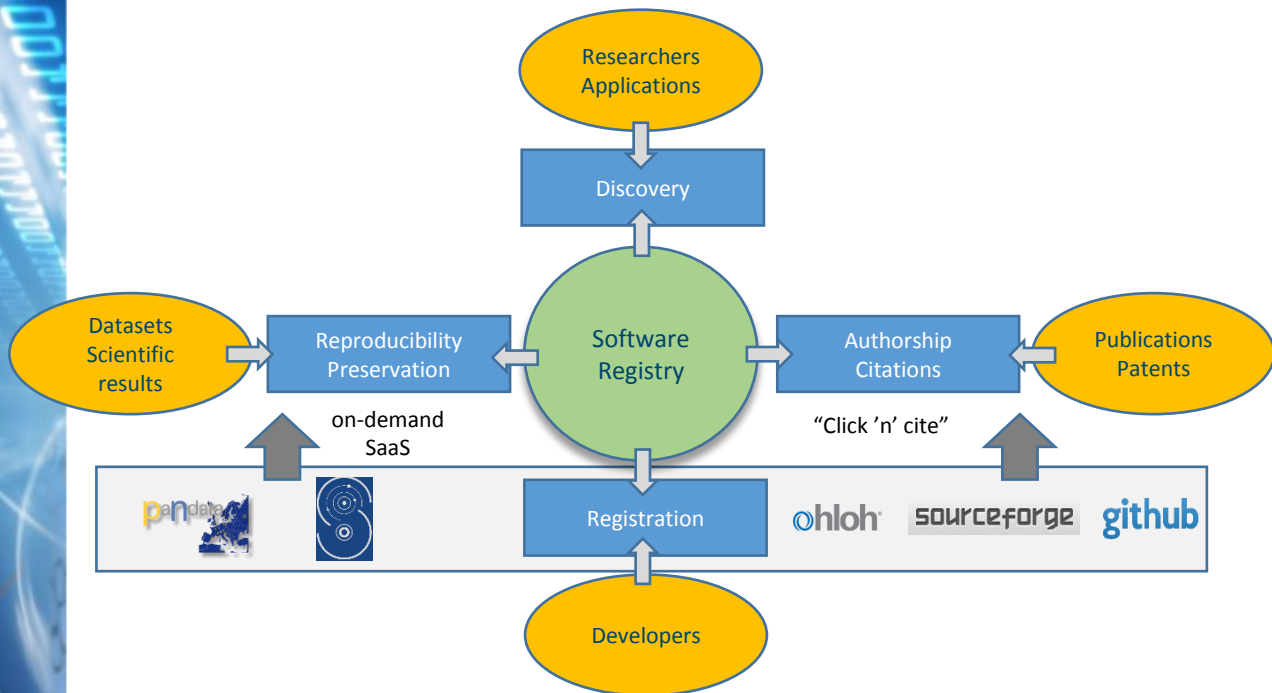 Researchers
Applications
Discovery
Datasets
Scientific
results
Reproducibility
Preservation
Software
Registry
Authorship
Citations
Publications
Patents
on-demand
SaaS
“Click ’n’ cite”
pandata
Registration
ohloh
sourceforge
github
Developers